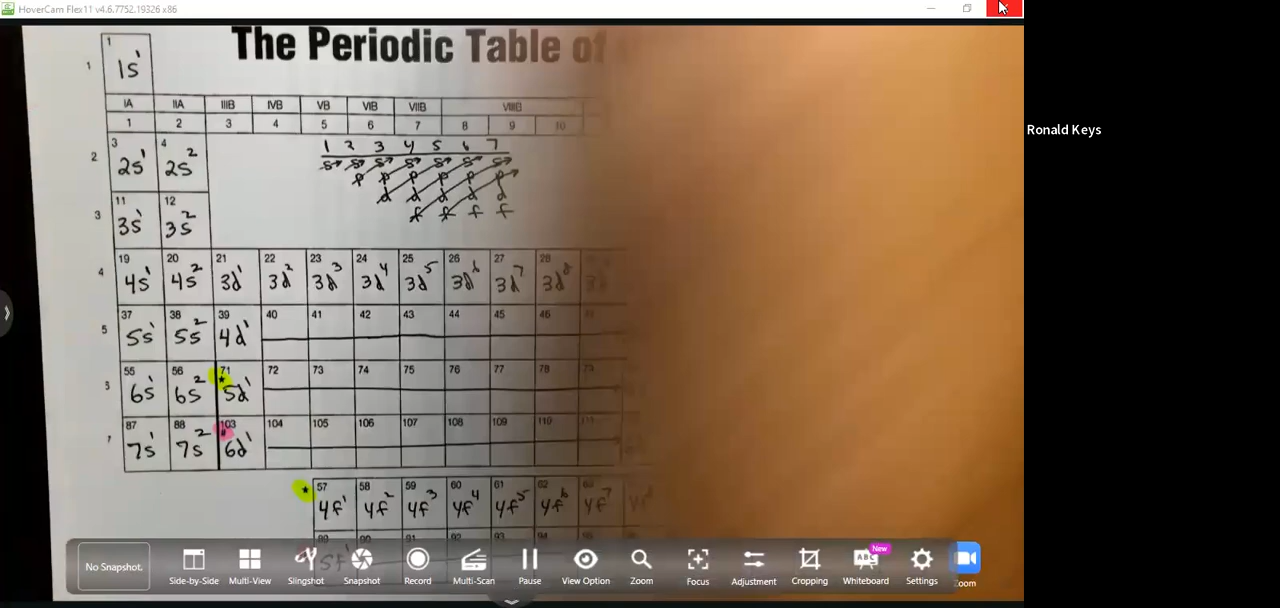 HoverCam Flex11 v4.6.7752.19326 x86
The Periodic Table of
1
1 1s¹
IA IIA IIIB IVB VB VIB VIIB VIIIB
1 2 3 4 5 6 7 8 9 10
1 2 3 4 5 6 7
s s s s s s s
p p p p p p
d d d d d
f f f f
2
3 2s¹ 4 2s²
3
11 3s¹ 12 3s²
4
19 4s¹ 20 4s² 21 3d¹ 22 3d² 23 3d³ 24 3d⁴ 25 3d⁵ 26 3d⁶ 27 3d⁷ 28 3d⁸
5
37 5s¹ 38 5s² 39 4d¹ 40 41 42 43 44 45 46
55 6s¹ 56 6s² 71 5d¹ 72 73 74 75 76 77 78
87 7s¹ 88 7s² 103 6d¹ 104 105 106 107 108 109 110
57 4f¹ 58 4f² 59 4f³ 60 4f⁴ 61 4f⁵ 62 4f⁶ 4f⁷
Ronald Keys
No Snapshot.
Side-by-Side Multi-View Slingshot Snapshot Record Multi-Scan Pause View Option Zoom Focus Adjustment Cropping Whiteboard Settings Zoom
New